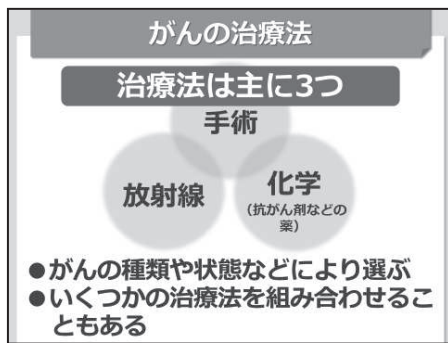 がんの治療法
治療法は主に3つ
手術
放射線
化学
(抗がん剤などの
薬)
●がんの種類や状態などにより選ぶ
●いくつかの治療法を組み合わせるこ
ともある